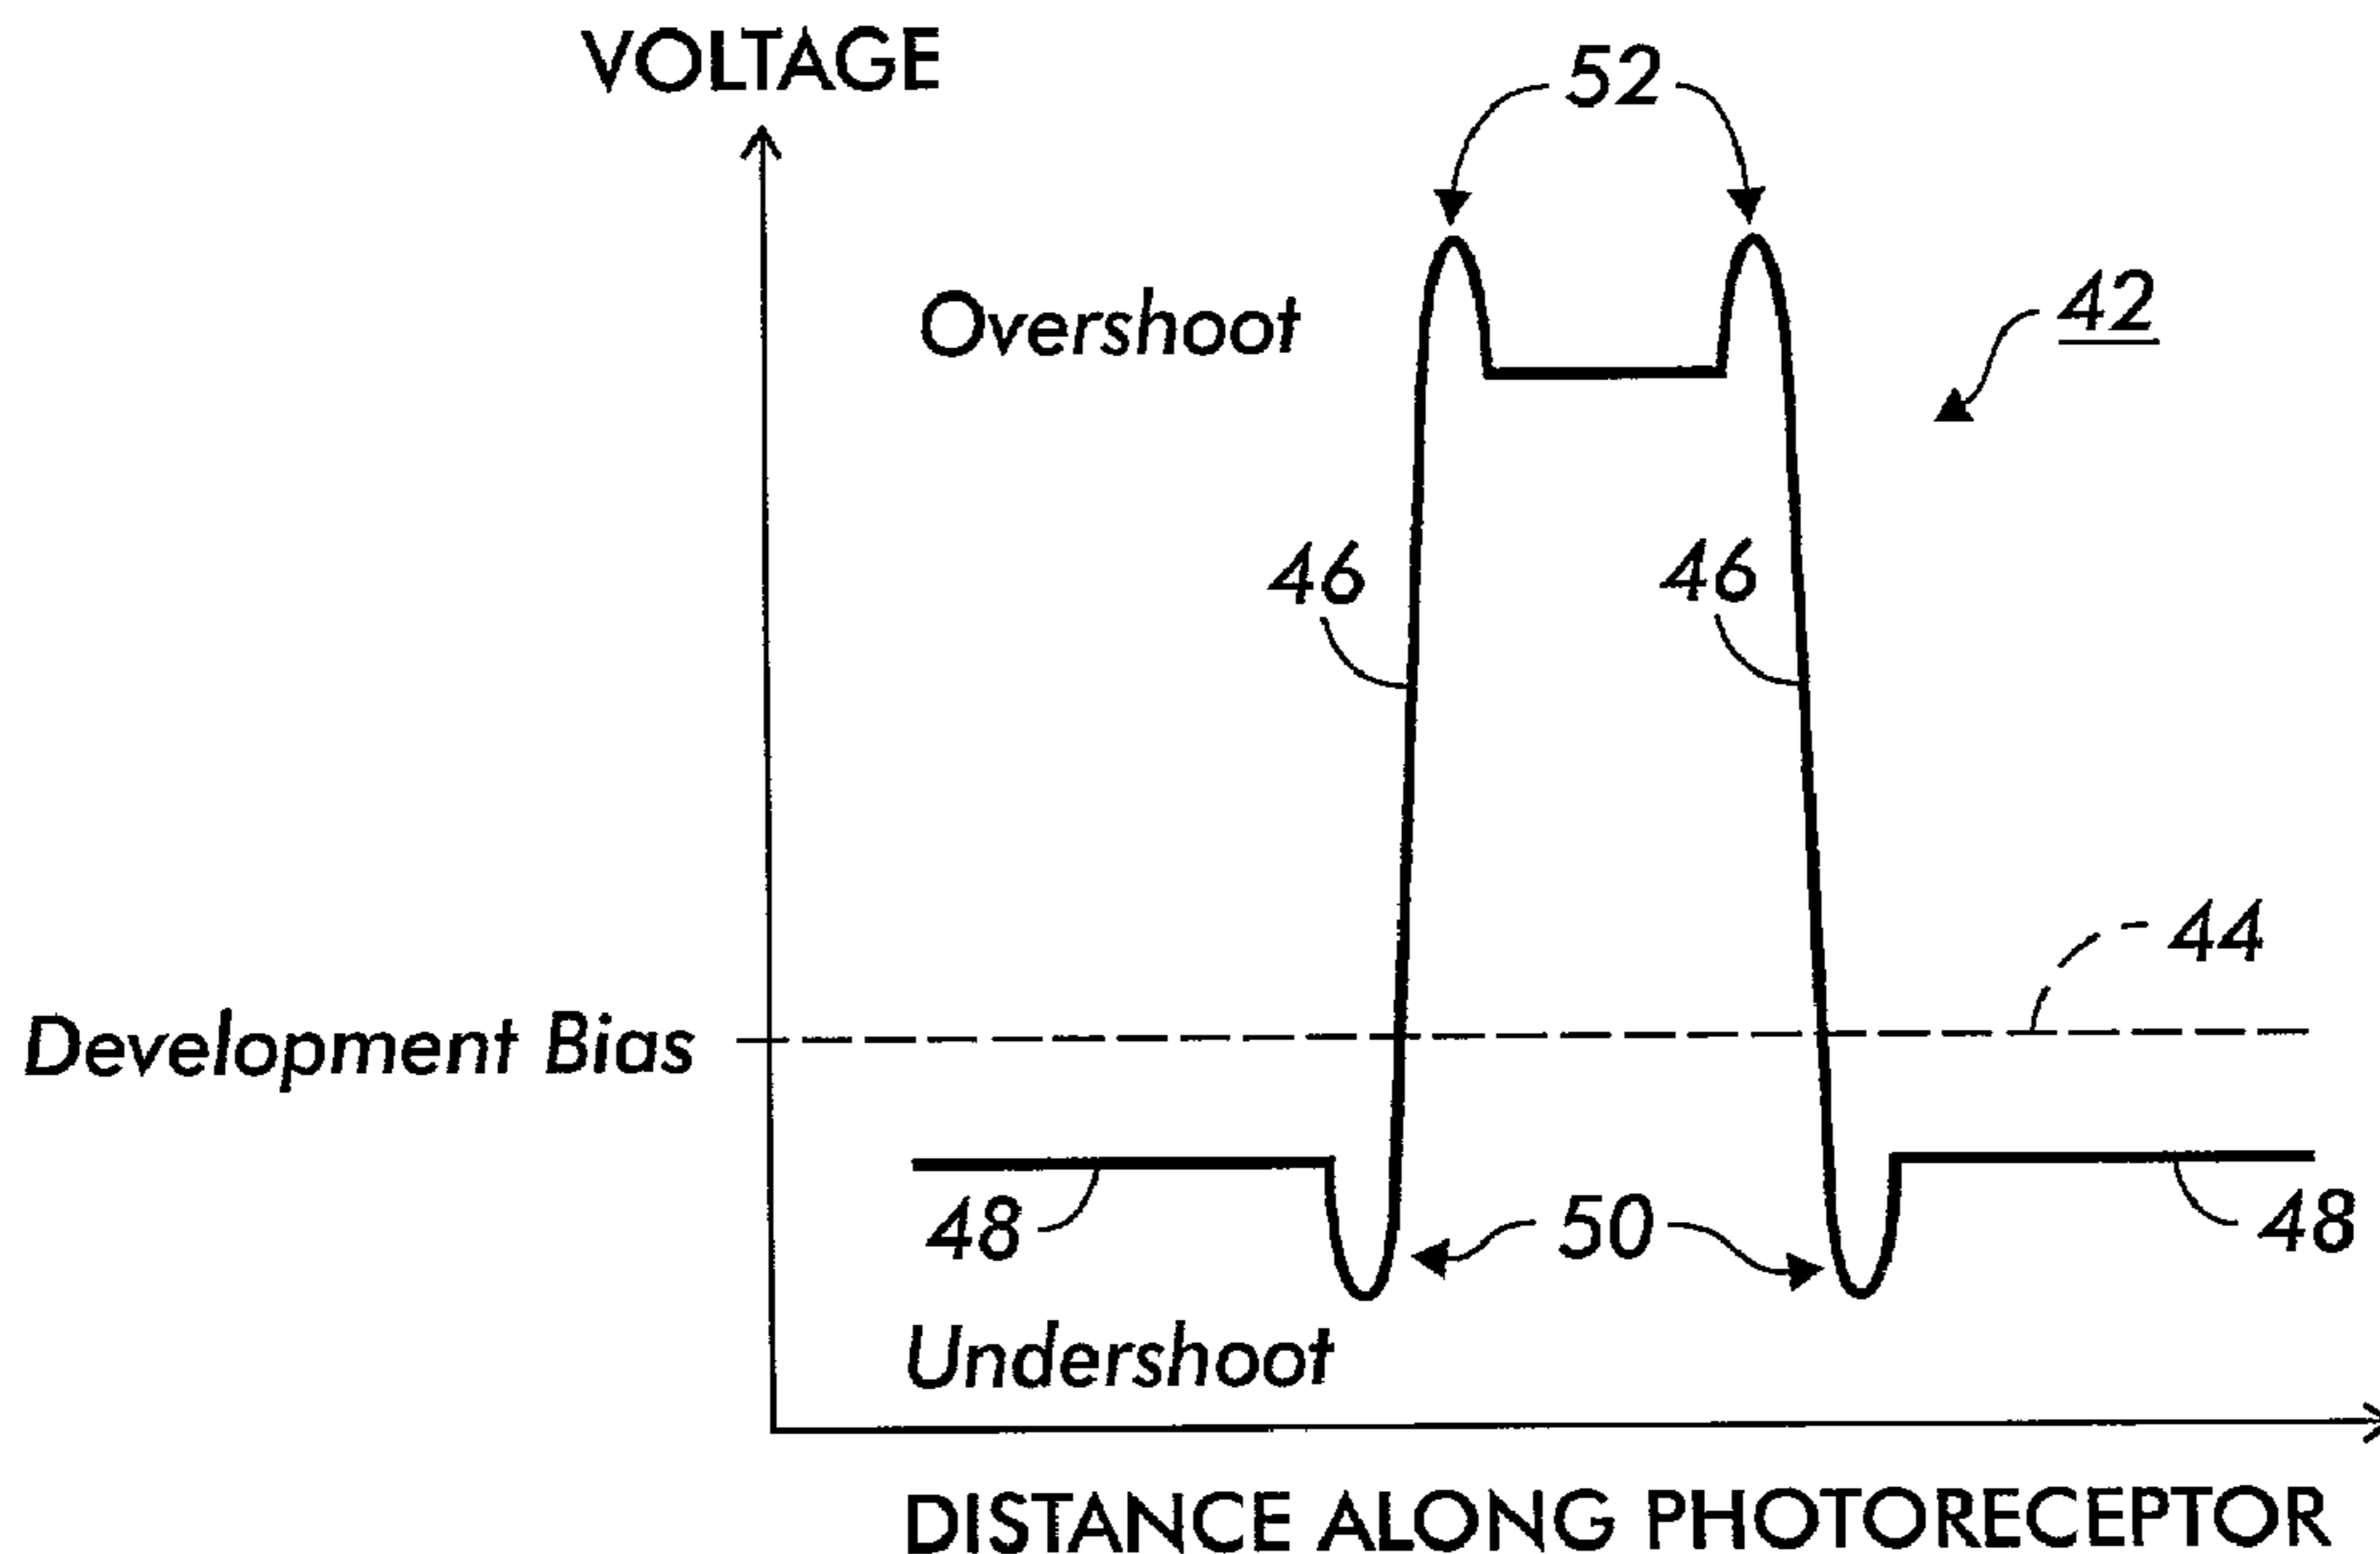 VOLTAGE
52
Overshoot
42
46
46
44
Development Bias
48
50
48
Undershoot
DISTANCE ALONG PHOTORECEPTOR